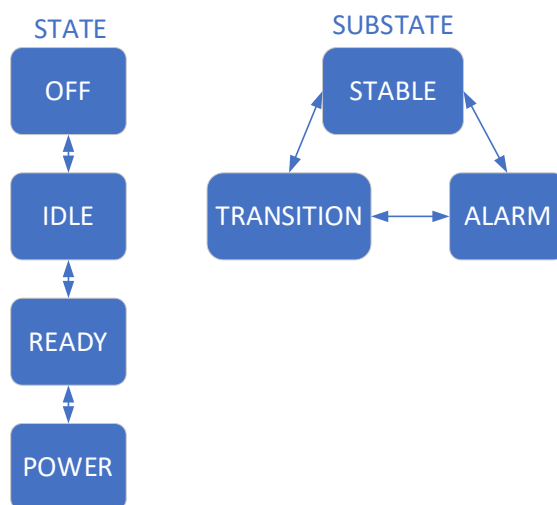 STATE
OFF
IDLE
READY
POWER
SUBSTATE
STABLE
TRANSITION
ALARM